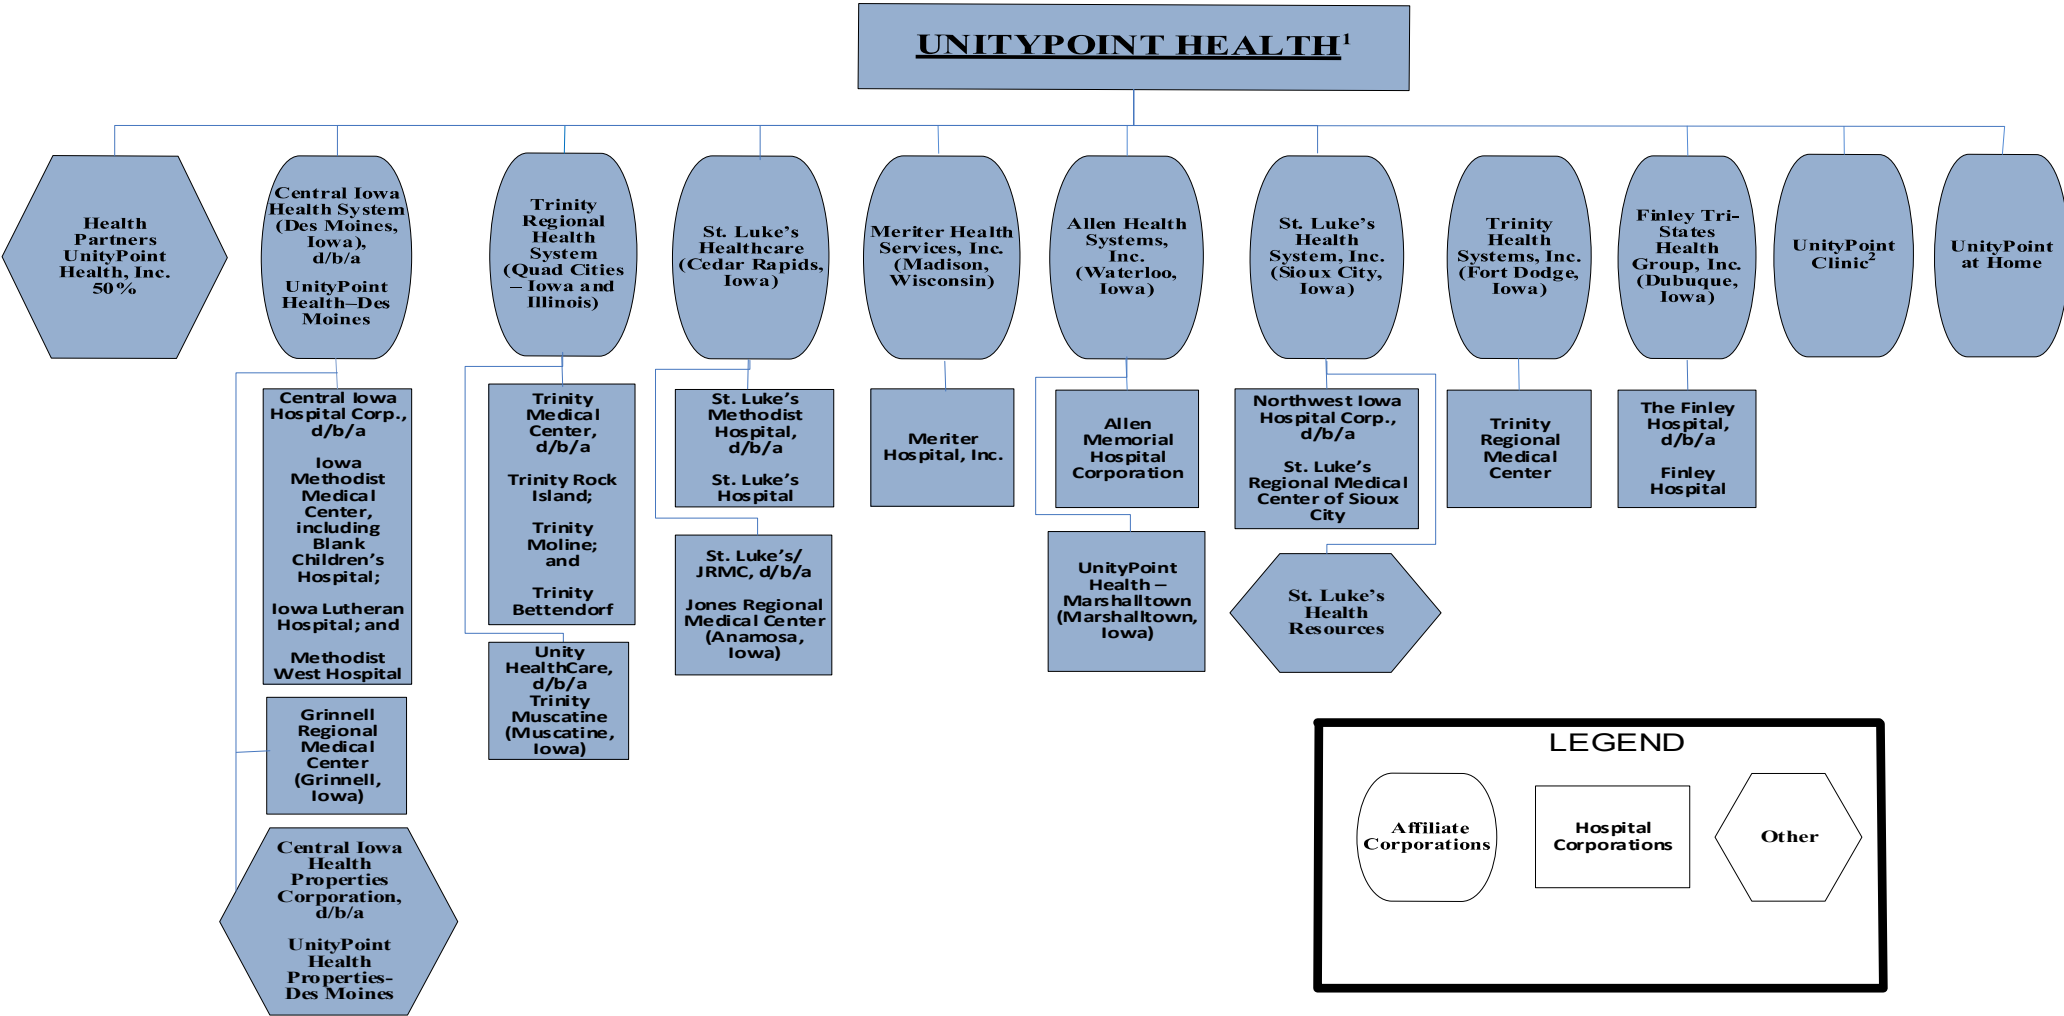 UNITYPOINT HEALTH1
Health
Partners
UnityPoint
Health, Inc.
50%
Central Iowa
Health System
(Des Moines,
Iowa),
d/b/a
UnityPoint
Health–Des
Moines
Trinity
Regional
Health
System
(Quad Cities
– Iowa and
Illinois)
St. Luke's
Healthcare
(Cedar Rapids,
Iowa)
Meriter Health
Services, Inc.
(Madison,
Wisconsin)
Allen Health
Systems,
Inc.
(Waterloo,
Iowa)
St. Luke's
Health
System, Inc.
(Sioux City,
Iowa)
Trinity
Health
Systems, Inc.
(Fort Dodge,
Iowa)
Finley Tri-
States
Health
Group, Inc.
(Dubuque,
Iowa)
UnityPoint
Clinic2
UnityPoint
at Home
Central Iowa
Hospital Corp.,
d/b/a
Iowa
Methodist
Medical
Center,
including
Blank
Children's
Hospital;
Iowa Lutheran
Hospital; and
Methodist
West Hospital
Trinity
Medical
Center,
d/b/a
Trinity Rock
Island;
Trinity
Moline;
and
Trinity
Bettendorf
St. Luke's
Methodist
Hospital,
d/b/a
St. Luke's
Hospital
Meriter
Hospital, Inc.
Allen
Memorial
Hospital
Corporation
Northwest Iowa
Hospital Corp.,
d/b/a
St. Luke's
Regional Medical
Center of Sioux
City
Trinity
Regional
Medical
Center
The Finley
Hospital,
d/b/a
Finley
Hospital
Grinnell
Regional
Medical
Center
(Grinnell,
Iowa)
Unity
HealthCare,
d/b/a
Trinity
Muscatine
(Muscatine,
Iowa)
St. Luke's/
JRMC, d/b/a
Jones Regional
Medical Center
(Anamosa,
Iowa)
UnityPoint
Health –
Marshalltown
(Marshalltown,
Iowa)
St. Luke's
Health
Resources
Central Iowa
Health
Properties
Corporation,
d/b/a
UnityPoint
Health
Properties-
Des Moines
LEGEND
Affiliate
Corporations
Hospital
Corporations
Other